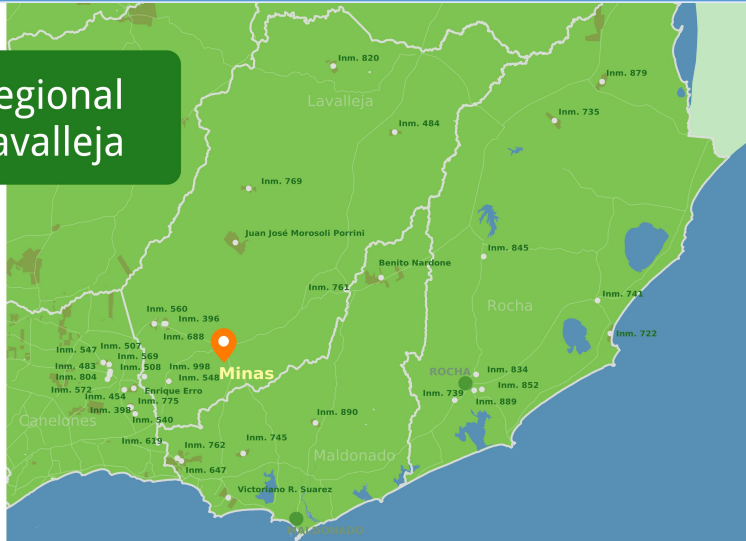 egional
avalleja
Inm. 820
Inm. 879
Lavalleja
Inm. 735
Inm. 484
Inm. 769
Juan José Morosoli Porrini
Inm. 845
Benito Nardone
Inm. 761
Inm. 741
Rocha
Inm. 560
Inm. 396
Inm. 722
Inm. 688
Inm. 547
Inm. 507
Inm. 569
Inm. 483
Inm. 508
Inm. 998
Minas
ROCHA
Inm. 834
Inm. 804
Inm. 548
Inm. 572
Enrique Erro
Inm. 852
Inm. 454
Inm. 775
Inm. 739
Inm. 889
Inm. 398
Inm. 540
Inm. 890
Canelones
Inm. 619
Inm. 762
Inm. 745
Maldonado
Inm. 647
Victoriano R. Suarez
MALDONADO